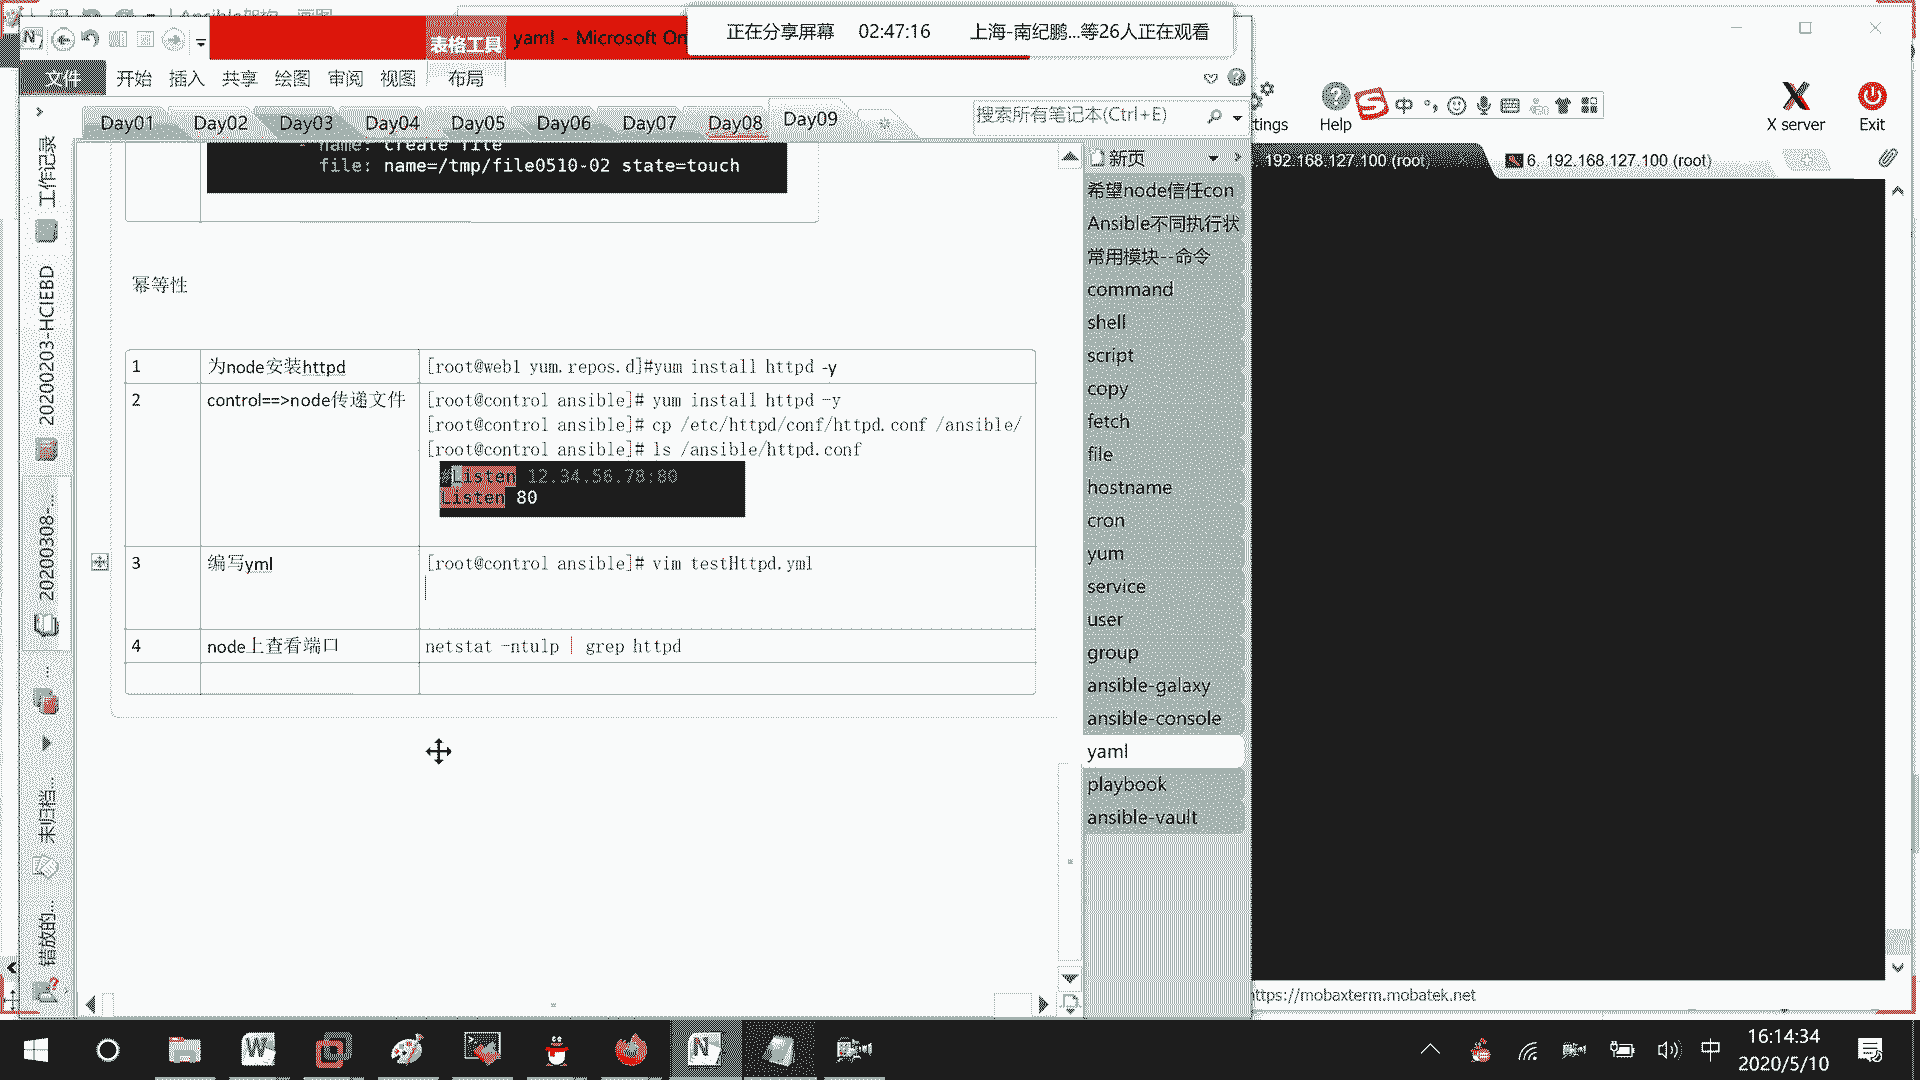 正在分享屏幕 02:47:16 上海-南纪鹏...等26人正在观看
表格工具 yaml - Microsoft On
文件 开始 插入 共享 绘图 审阅 视图 布局
Day01 Day02 Day03 Day04 Day05 Day06 Day07 Day08 Day09
搜索所有笔记本(Ctrl+E)
tings Help X server Exit
中
192.168.127.100 (root)
6. 192.168.127.100 (root)
工作记录
20200203-HCIEBD
20200308-...
...
未归档...
错放的...
- name: create file
file: name=/tmp/file0510-02 state=touch
幂等性
1 为node安装httpd [root@web1 yum.repos.d]#yum install httpd -y
2 control==>node传递文件 [root@control ansible]# yum install httpd -y
[root@control ansible]# cp /etc/httpd/conf/httpd.conf /ansible/
[root@control ansible]# ls /ansible/httpd.conf
#Listen 12.34.56.78:80
Listen 80
3 编写yml [root@control ansible]# vim testHttpd.yml
4 node上查看端口 netstat -ntulp | grep httpd
新页
希望node信任con
Ansible不同执行状
常用模块--命令
command
shell
script
copy
fetch
file
hostname
cron
yum
service
user
group
ansible-galaxy
ansible-console
yaml
playbook
ansible-vault
ttps://mobaxterm.mobatek.net
中
16:14:34
2020/5/10